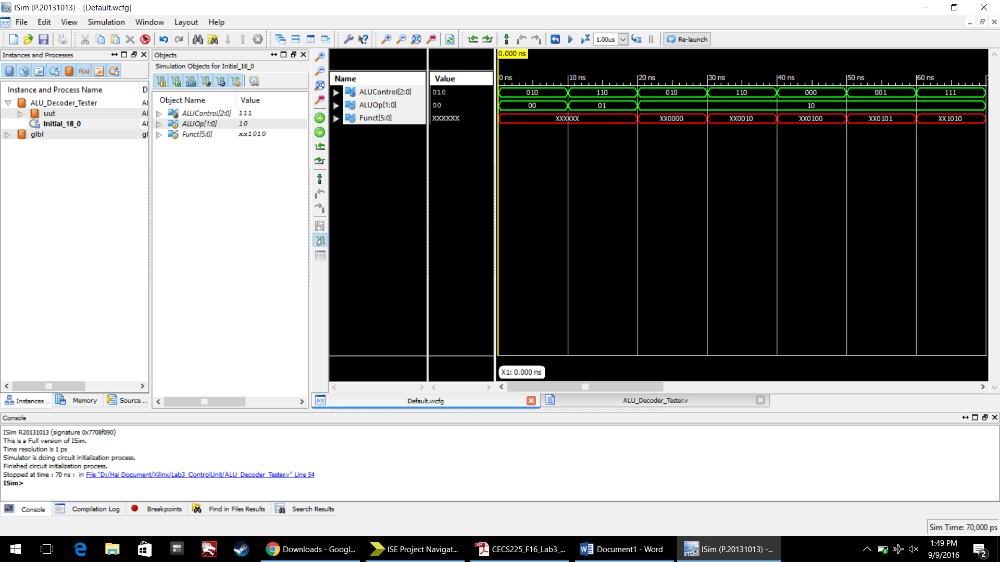 ISim (P.20131013) - [Default.wcfg]
File Edit View Simulation Window Layout Help
1.00us Re-launch
Instances and Processes
Instance and Process Name D
ALU_Decoder_Tester Al
uut Al
Initial_18_0 Al
glbl gl
Instances ... Memory Source ...
Objects
Simulation Objects for Initial_18_0
Object Name Value
ALUControl[2:0] 111
ALUOp[1:0] 10
Funct[5:0] xx1010
Name Value
ALUControl[2:0] 010
ALUOp[1:0] 00
Funct[5:0] XXXXXX
0.000 ns
0 ns 10 ns 20 ns 30 ns 40 ns 50 ns 60 ns
010 110 010 110 000 001 111
00 01 10
XXXXXX XX0000 XX0010 XX0100 XX0101 XX1010
X1: 0.000 ns
Default.wcfg ALU_Decoder_Tester.v
Console
ISim P.20131013 (signature 0x7708f090)
This is a Full version of ISim.
Time resolution is 1 ps
Simulator is doing circuit initialization process.
Finished circuit initialization process.
Stopped at time : 70 ns : in File "D:/Hai Document/Xilinx/Lab3_ControlUnit/ALU_Decoder_Tester.v" Line 54
ISim>
Console Compilation Log Breakpoints Find in Files Results Search Results
Sim Time: 70,000 ps
Downloads - Googl... ISE Project Navigat... CECS225_F16_Lab3_... Document1 - Word ISim (P.20131013) -...
1:49 PM
9/9/2016
2